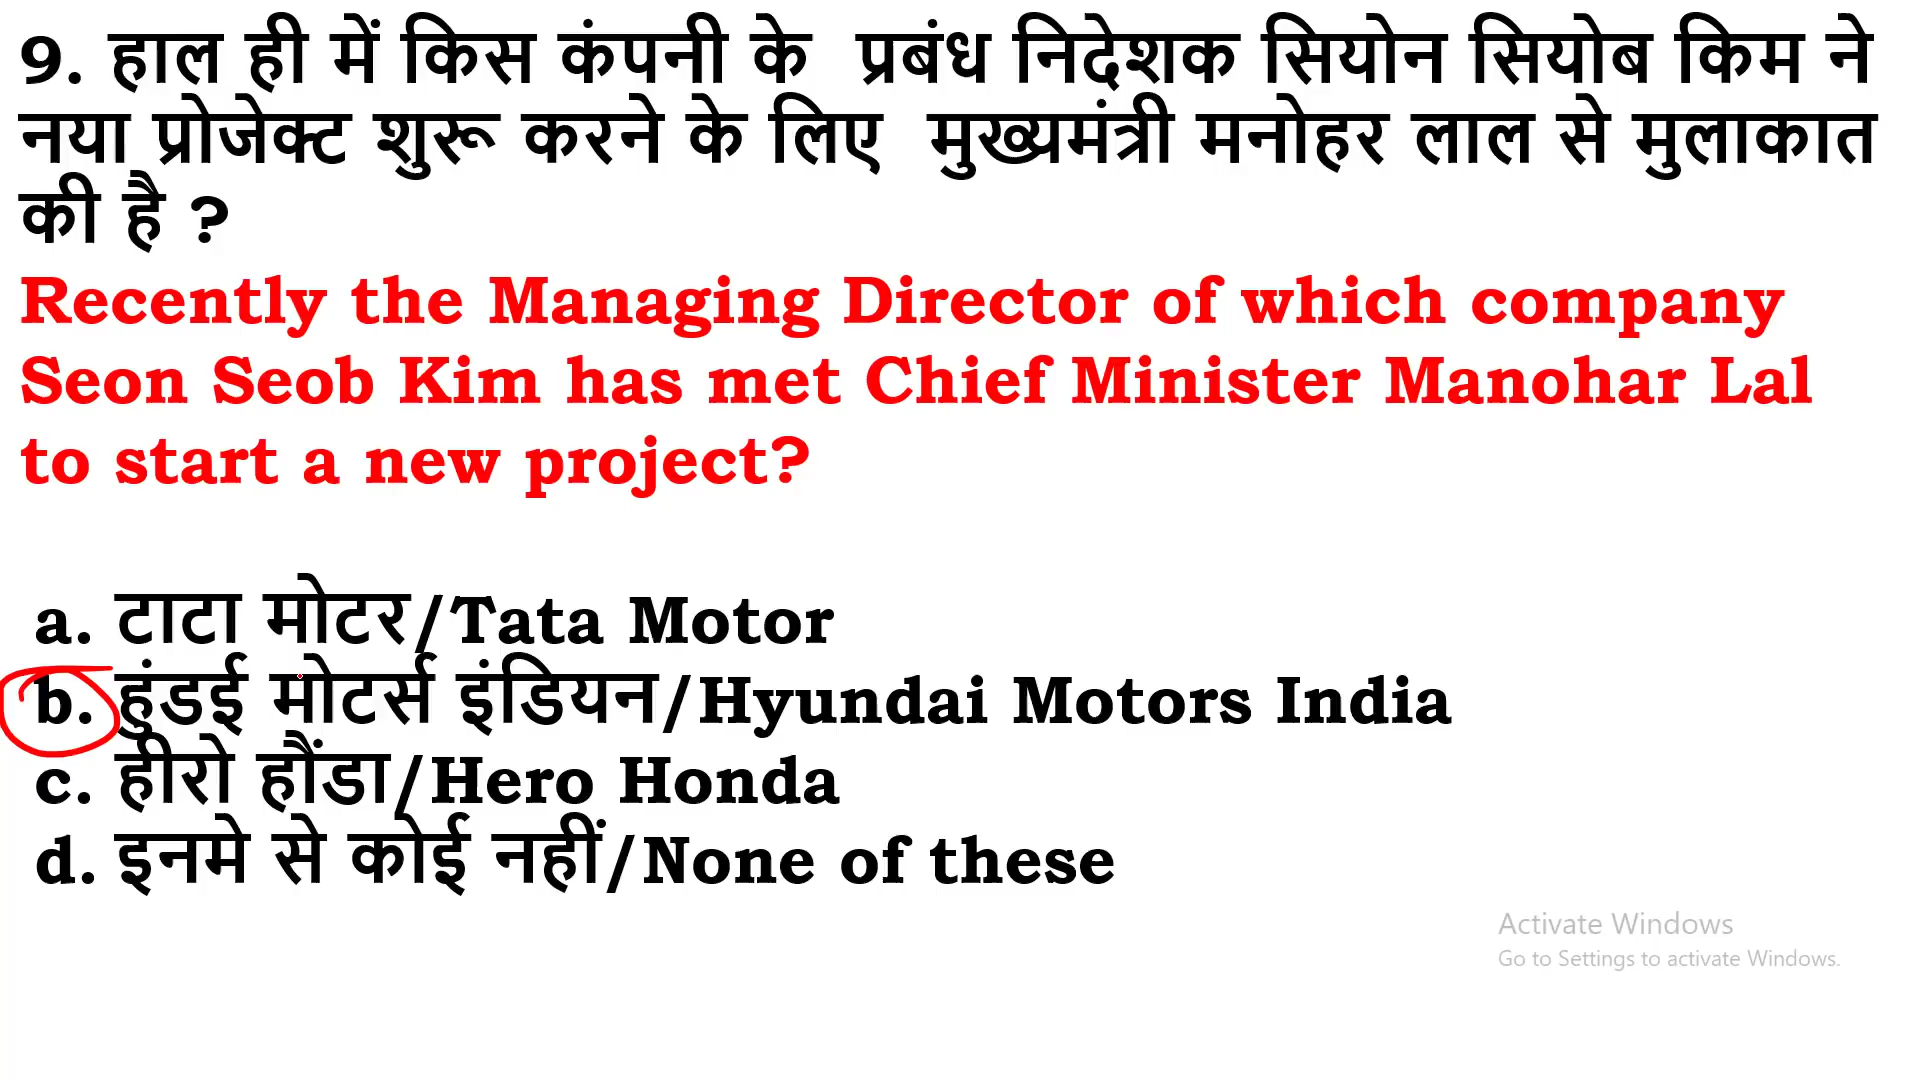 9. हाल ही में किस कंपनी के प्रबंध निदेशक सियोन सियोब किम ने
नया प्रोजेक्ट शुरू करने के लिए मुख्यमंत्री मनोहर लाल से मुलाकात
की है ?
Recently the Managing Director of which company
Seon Seob Kim has met Chief Minister Manohar Lal
to start a new project?
a. टाटा मोटर/Tata Motor
b. हुंडई मोटर्स इंडियन/Hyundai Motors India
c. हीरो हौंडा/Hero Honda
d. इनमे से कोई नहीं/None of these
Activate Windows
Go to Settings to activate Windows.